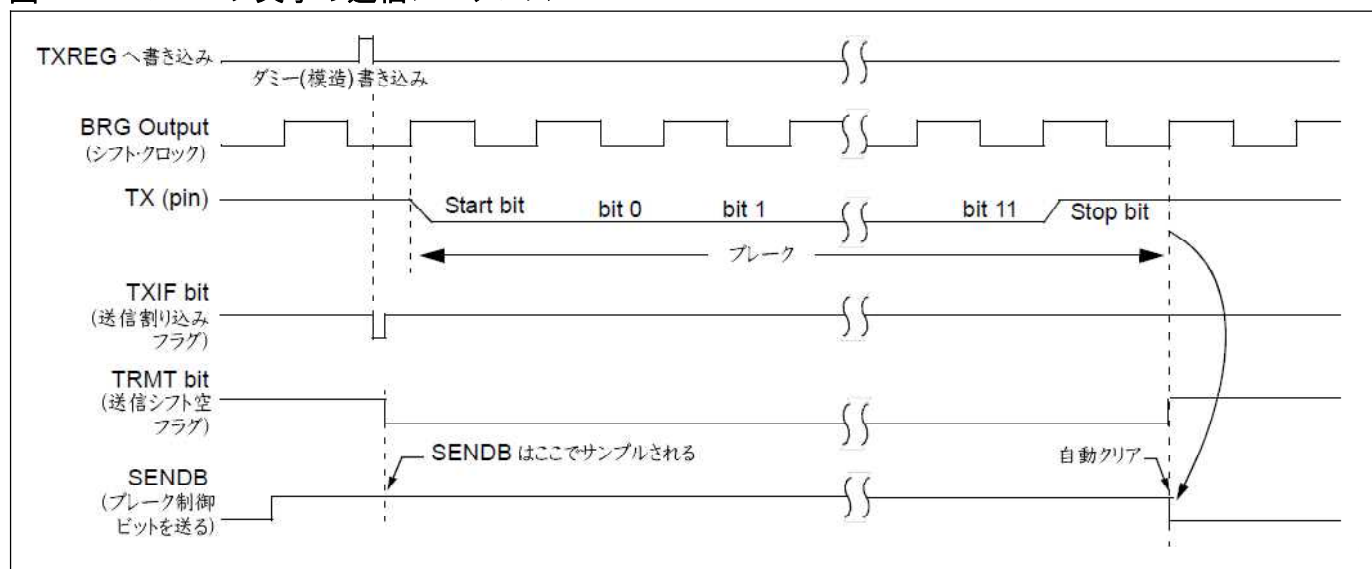 TXREG へ書き込み
ダミー(模造)書き込み
BRG Output
(シフト・クロック)
TX (pin)
Start bit
bit 0
bit 1
bit 11
Stop bit
ブレーク
TXIF bit
(送信割り込み
フラグ)
TRMT bit
(送信シフト空
フラグ)
SENDB はここでサンプルされる
自動クリア
SENDB
(ブレーク制御
ビットを送る)